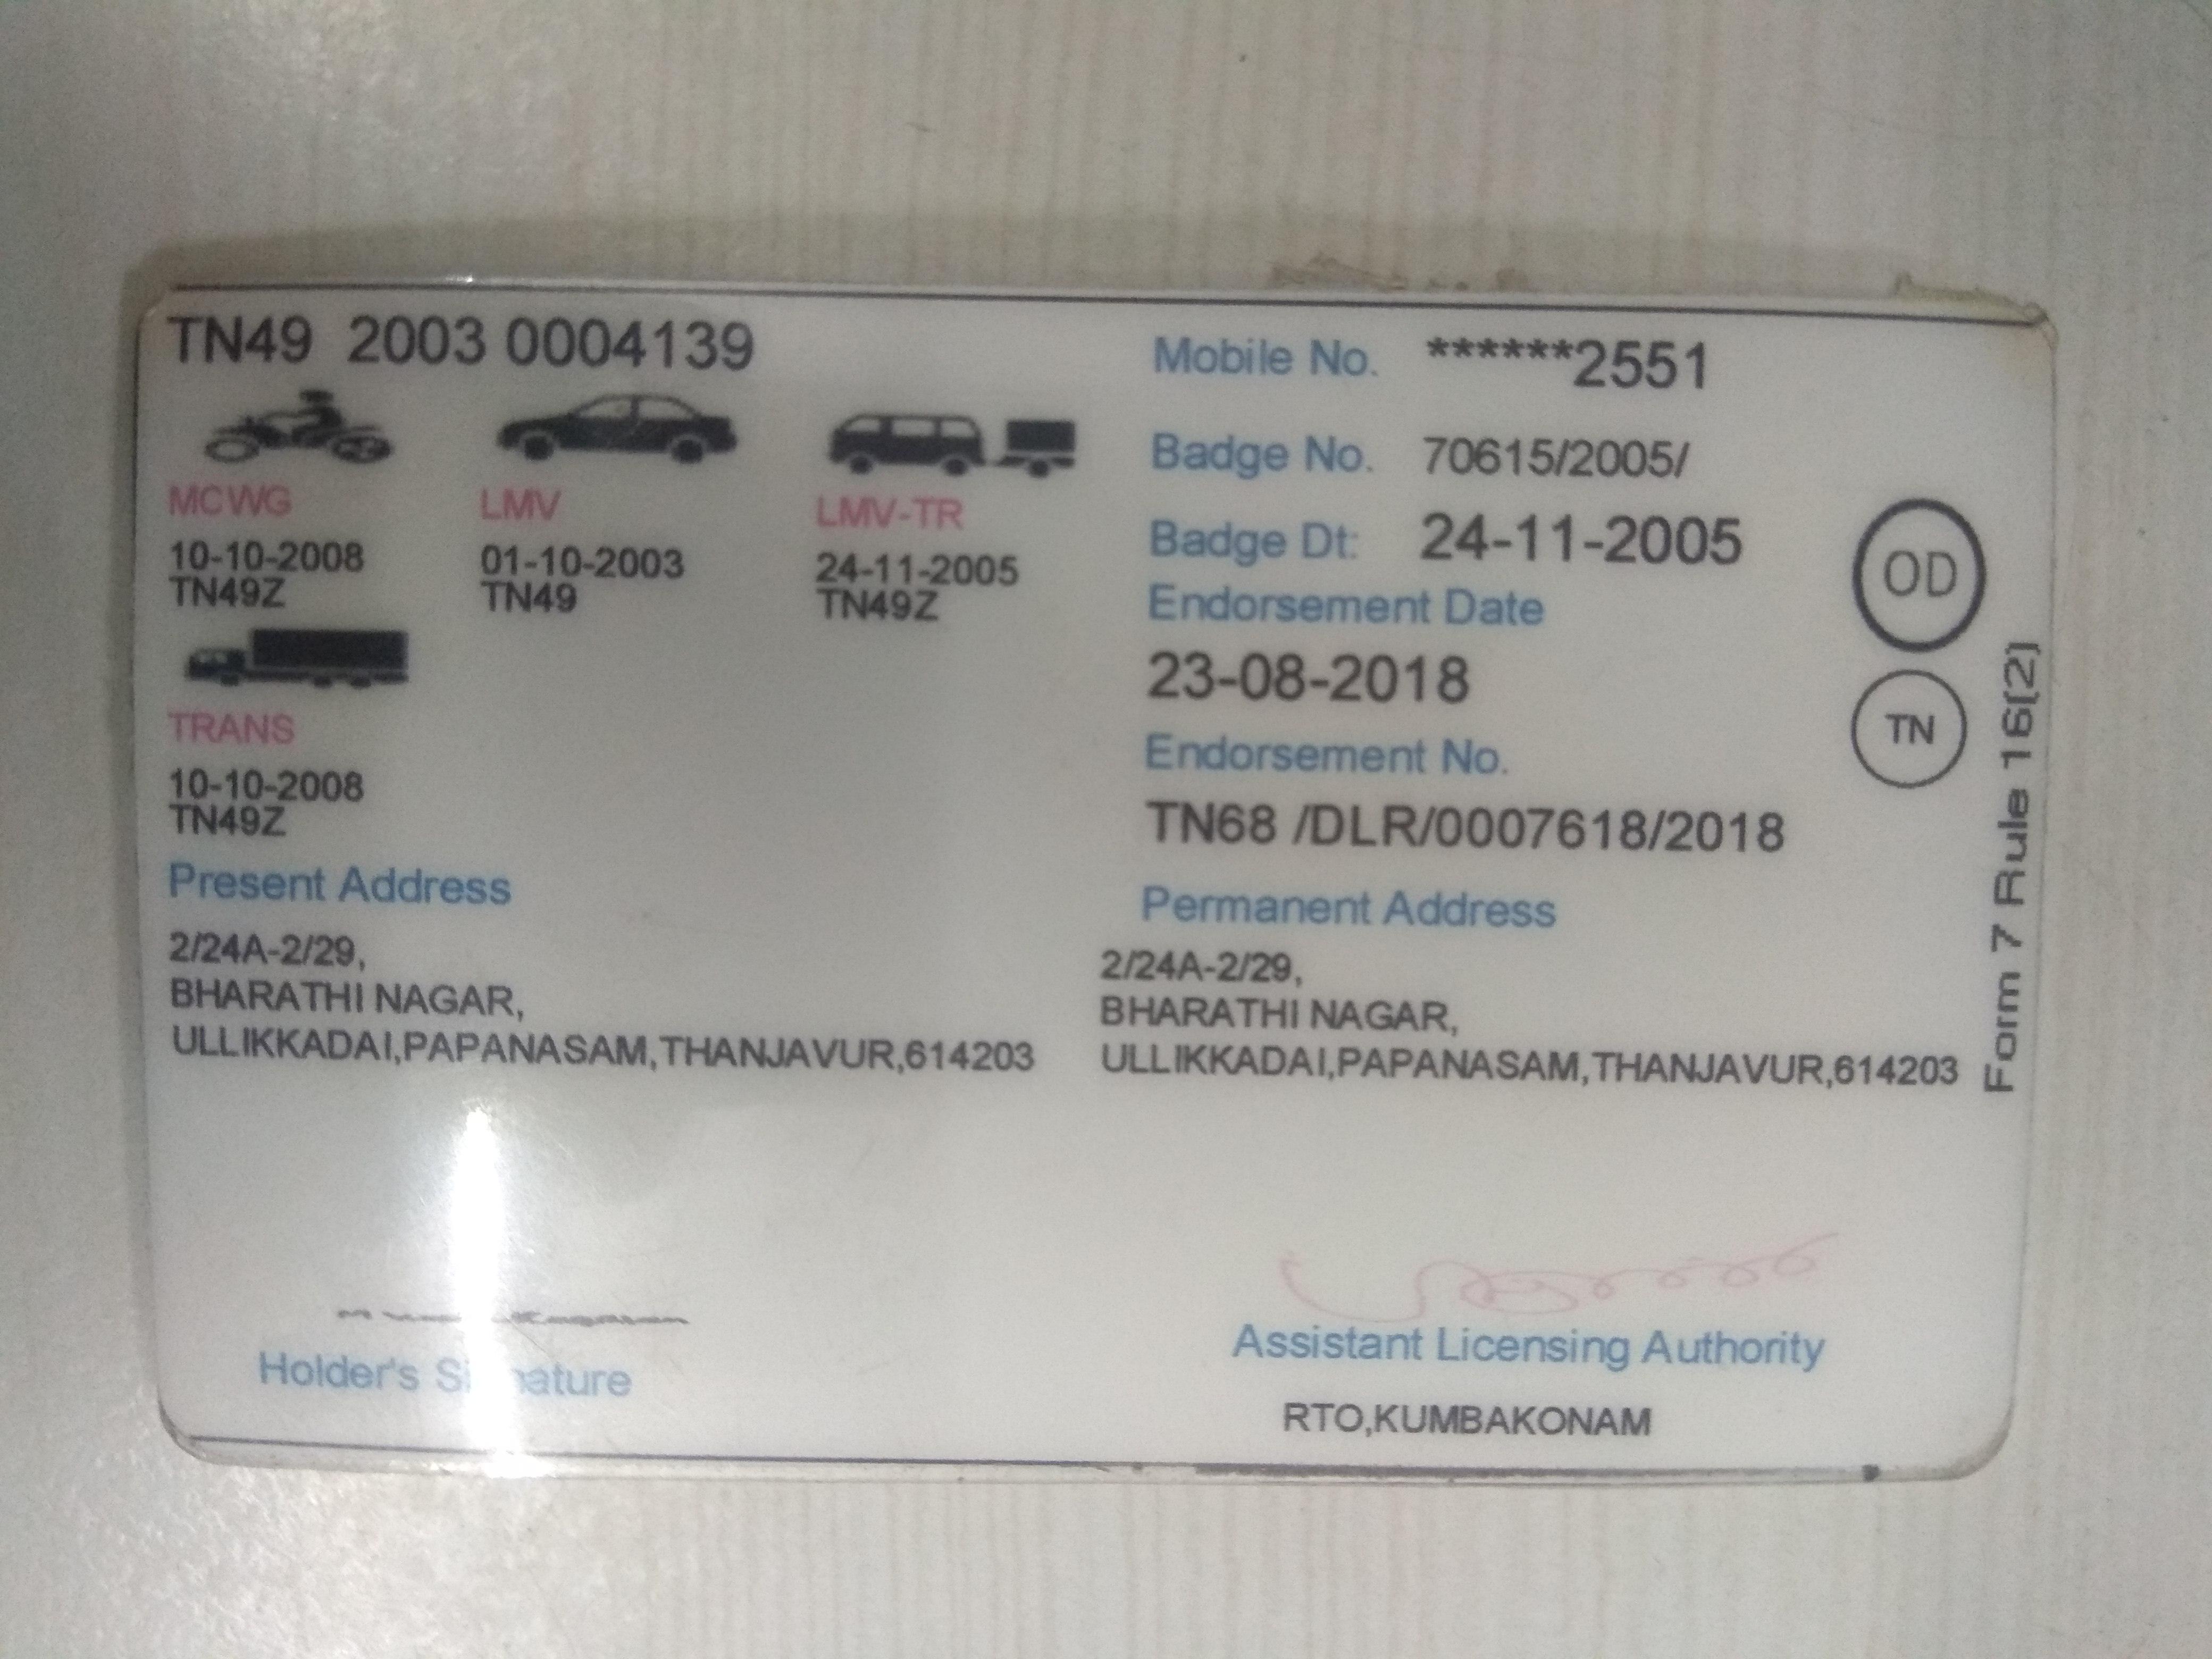 TN49 2003 0004139
MCWG
10-10-2008
TN49Z
LMV
01-10-2003
TN49
LMV-TR
24-11-2005
TN49Z
TRANS
10-10-2008
TN49Z
Present Address
2/24A-2/29,
BHARATHI NAGAR,
ULLIKKADAI,PAPANASAM,THANJAVUR,614203
Holder's Signature
Mobile No. ******2551
Badge No. 70615/2005/
Badge Dt: 24-11-2005
Endorsement Date
23-08-2018
Endorsement No.
TN68 /DLR/0007618/2018
Permanent Address
2/24A-2/29,
BHARATHI NAGAR,
ULLIKKADAI,PAPANASAM,THANJAVUR,614203
Assistant Licensing Authority
RTO,KUMBAKONAM
OD
TN
Form 7 Rule 16(2)